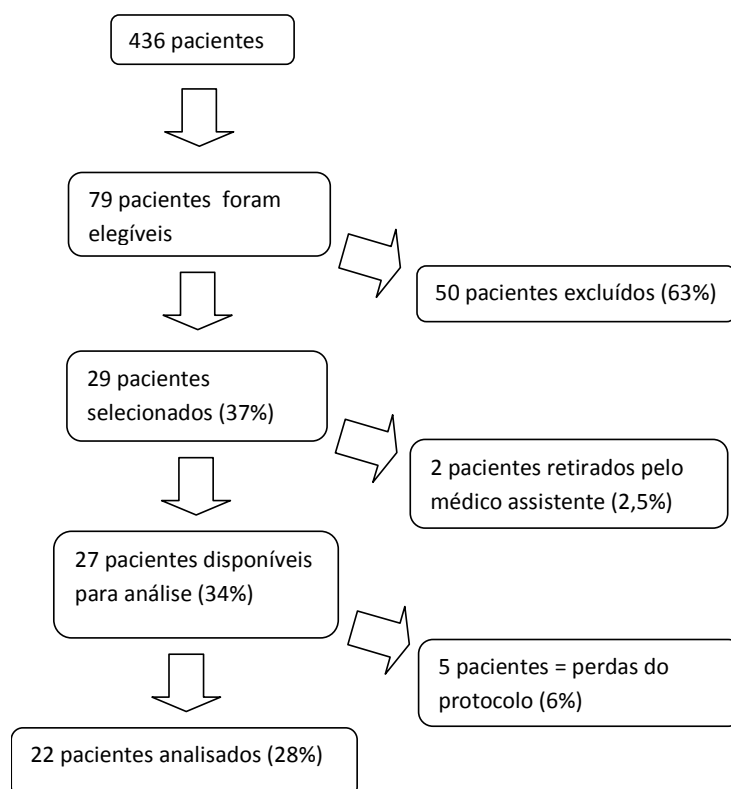 436 pacientes
79 pacientes foram
elegíveis
50 pacientes excluídos (63%)
29 pacientes
selecionados (37%)
2 pacientes retirados pelo
médico assistente (2,5%)
27 pacientes disponíveis
para análise (34%)
5 pacientes = perdas do
protocolo (6%)
22 pacientes analisados (28%)